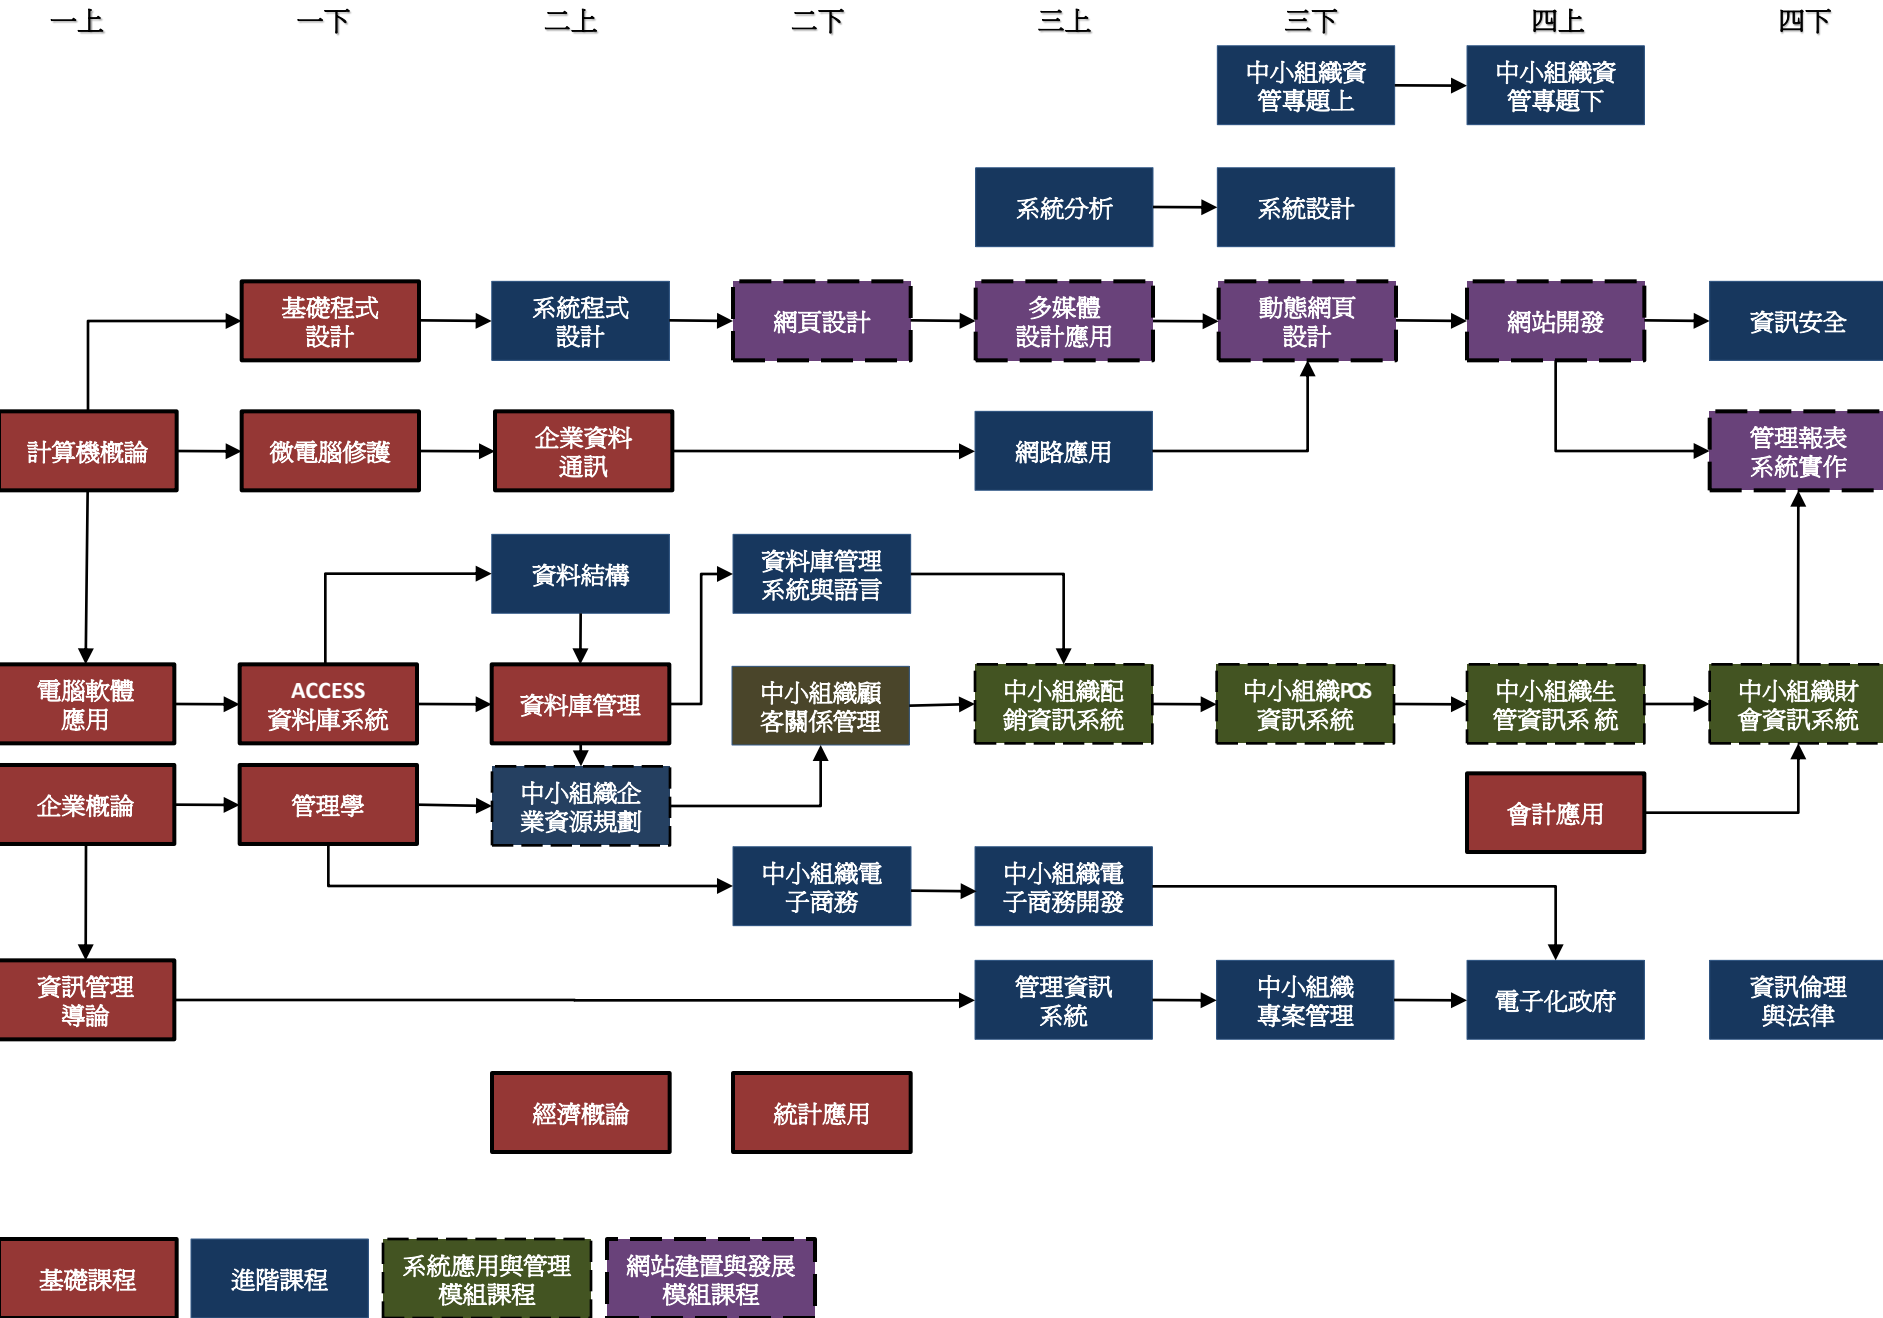 一上
一下
二上
二下
三上
三下
四上
四下
中小組織資
管專題上
中小組織資
管專題下
系統分析
系統設計
基礎程式
設計
系統程式
設計
網頁設計
多媒體
設計應用
動態網頁
設計
網站開發
資訊安全
計算機概論
微電腦修護
企業資料
通訊
網路應用
管理報表
系統實作
資料結構
資料庫管理
系統與語言
電腦軟體
應用
ACCESS
資料庫系統
資料庫管理
中小組織顧
客關係管理
中小組織配
銷資訊系統
中小組織POS
資訊系統
中小組織生
管資訊系 統
中小組織財
會資訊系統
企業概論
管理學
中小組織企
業資源規劃
會計應用
中小組織電
子商務
中小組織電
子商務開發
資訊管理
導論
管理資訊
系統
中小組織
專案管理
電子化政府
資訊倫理
與法律
經濟概論
統計應用
基礎課程
進階課程
系統應用與管理
模組課程
網站建置與發展
模組課程